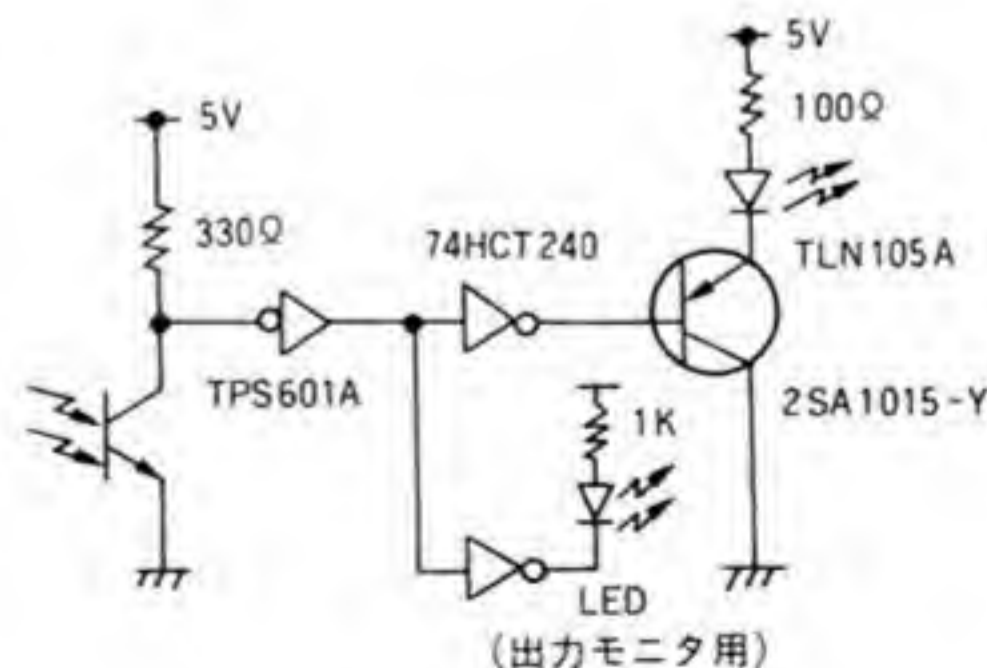 5V
5V
100Ω
330Ω
74HCT240
TLN105A
TPS601A
2SA1015-Y
1K
LED
(出力モニタ用)